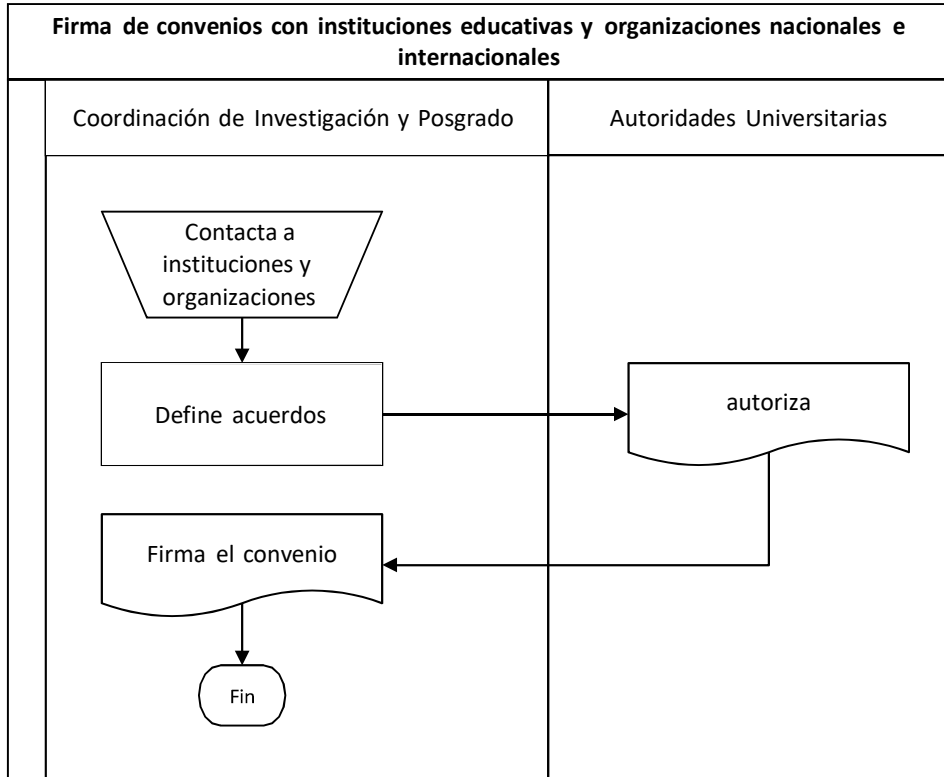 Firma de convenios con instituciones educativas y organizaciones nacionales e
internacionales
Coordinación de Investigación y Posgrado
Autoridades Universitarias
Contacta a
instituciones y
organizaciones
Define acuerdos
autoriza
Firma el convenio
Fin